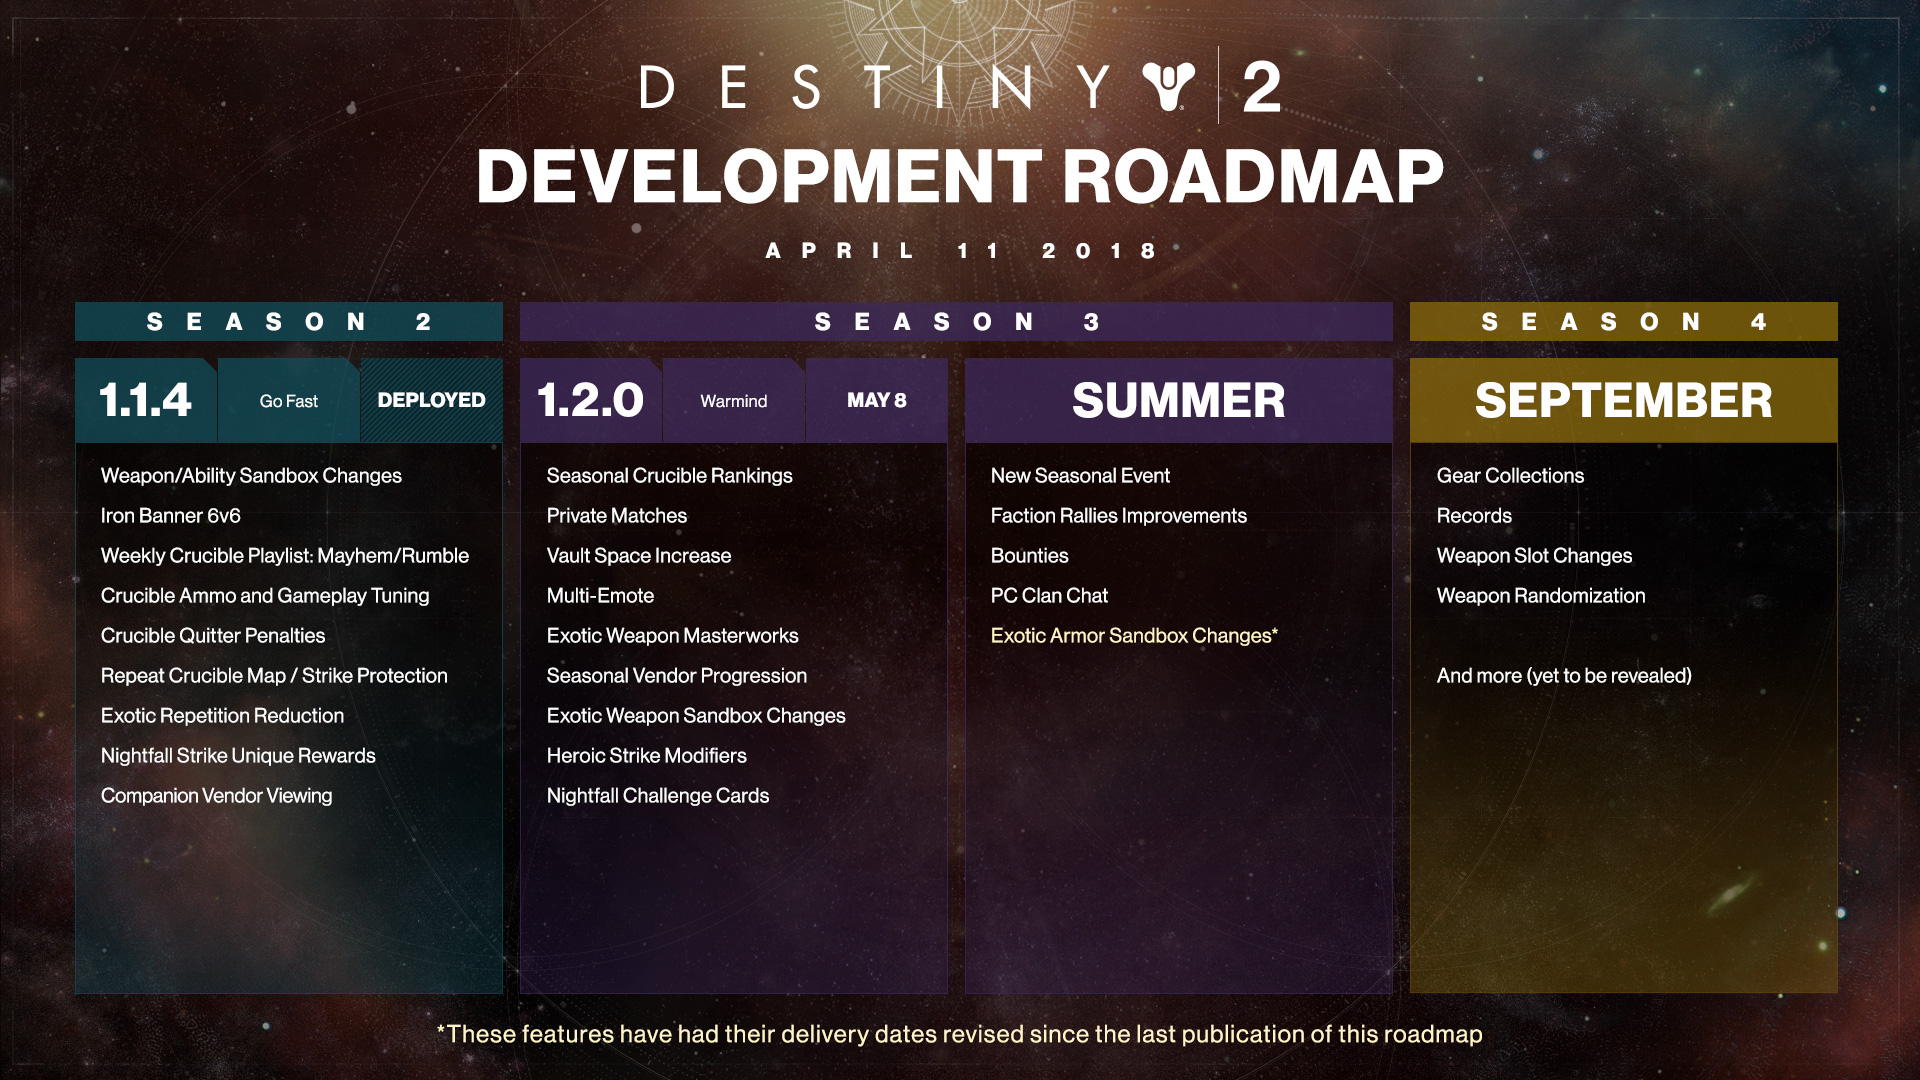 DESTINY 2
DEVELOPMENT ROADMAP
APRIL 11 2018
SEASON 2
1.1.4
Go Fast
DEPLOYED
Weapon/Ability Sandbox Changes
Iron Banner 6v6
Weekly Crucible Playlist: Mayhem/Rumble
Crucible Ammo and Gameplay Tuning
Crucible Quitter Penalties
Repeat Crucible Map / Strike Protection
Exotic Repetition Reduction
Nightfall Strike Unique Rewards
Companion Vendor Viewing
SEASON 3
1.2.0
Warmind
MAY 8
Seasonal Crucible Rankings
Private Matches
Vault Space Increase
Multi-Emote
Exotic Weapon Masterworks
Seasonal Vendor Progression
Exotic Weapon Sandbox Changes
Heroic Strike Modifiers
Nightfall Challenge Cards
SUMMER
New Seasonal Event
Faction Rallies Improvements
Bounties
PC Clan Chat
Exotic Armor Sandbox Changes*
SEASON 4
SEPTEMBER
Gear Collections
Records
Weapon Slot Changes
Weapon Randomization
And more (yet to be revealed)
*These features have had their delivery dates revised since the last publication of this roadmap